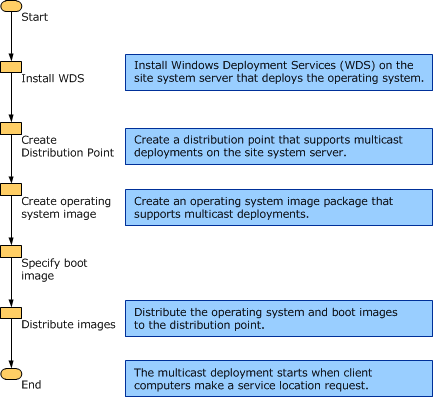 Start
Install WDS
Install Windows Deployment Services (WDS) on the
site system server that deploys the operating system.
Create
Distribution Point
Create a distribution point that supports multicast
deployments on the site system server.
Create operating
system image
Create an operating system image package that
supports multicast deployments.
Specify boot
image
Distribute images
Distribute the operating system and boot images
to the distribution point.
End
The multicast deployment starts when client
computers make a service location request.